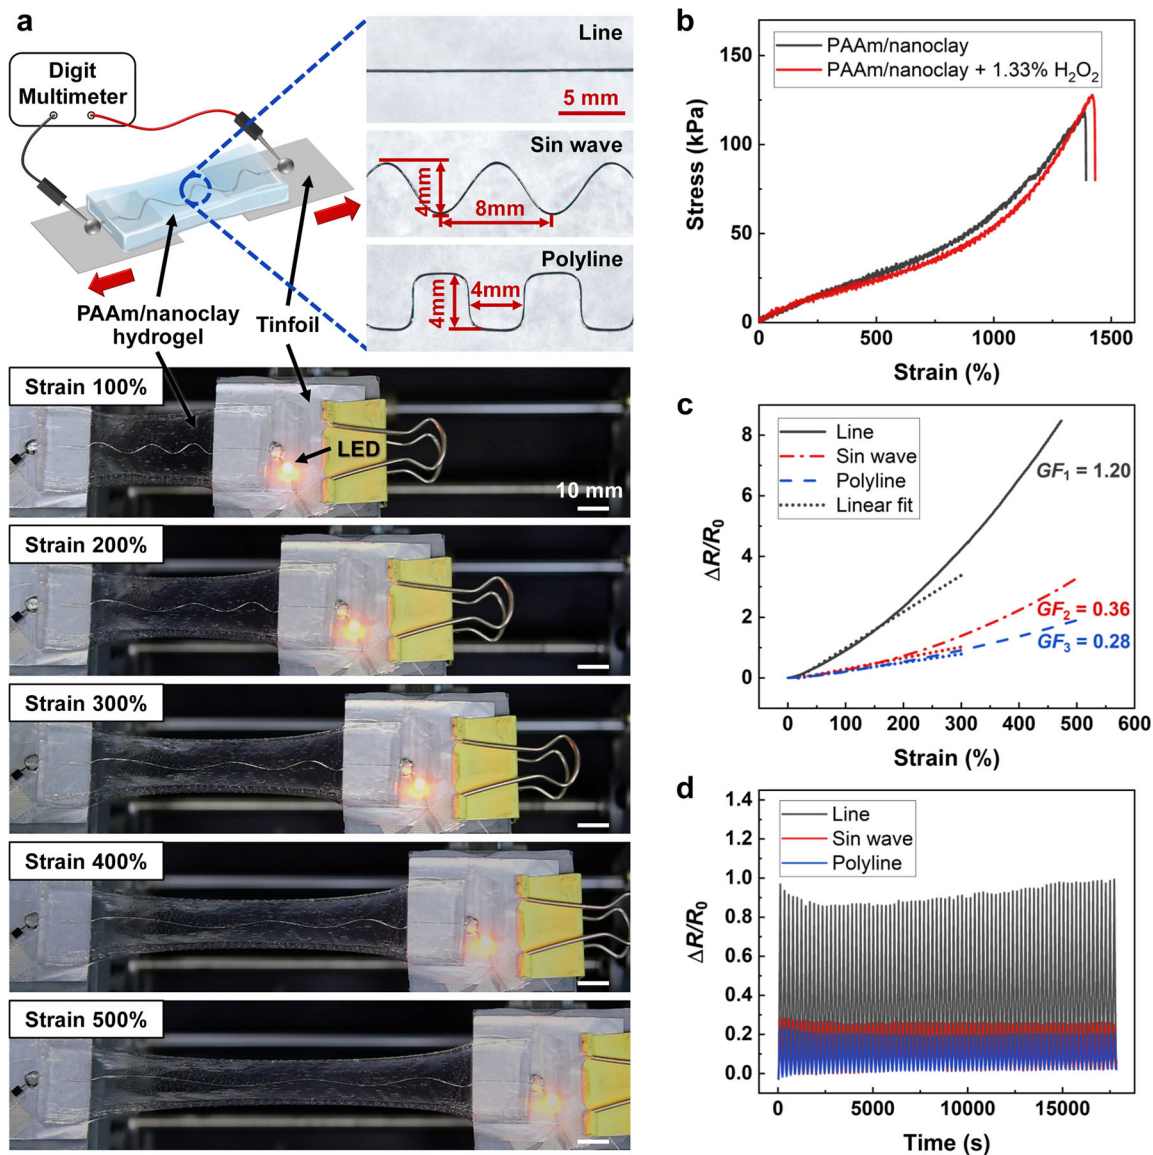 a
Digit
Multimeter
PAAm/nanoclay
hydrogel
Tinfoil
Line
5 mm
Sin wave
4mm
8mm
Polyline
4mm
4mm
Strain 100%
LED
10 mm
Strain 200%
Strain 300%
Strain 400%
Strain 500%
b
PAAm/nanoclay
PAAm/nanoclay + 1.33% H₂O₂
Stress (kPa)
150
100
50
0
0 500 1000 1500
Strain (%)
c
Line
Sin wave
Polyline
Linear fit
GF₁ = 1.20
GF₂ = 0.36
GF₃ = 0.28
ΔR/R₀
8
6
4
2
0
0 100 200 300 400 500 600
Strain (%)
d
Line
Sin wave
Polyline
ΔR/R₀
1.4
1.2
1.0
0.8
0.6
0.4
0.2
0.0
0 5000 10000 15000
Time (s)